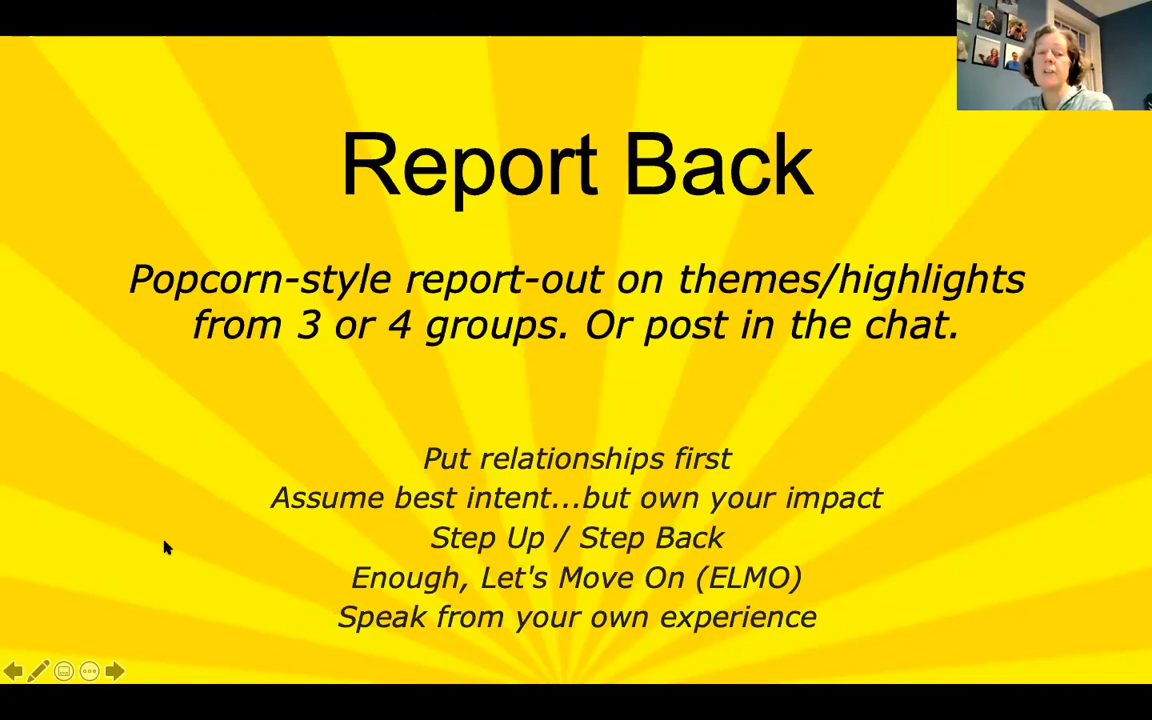 Report Back
Popcorn-style report-out on themes/highlights
from 3 or 4 groups. Or post in the chat.
Put relationships first
Assume best intent...but own your impact
Step Up / Step Back
Enough, Let's Move On (ELMO)
Speak from your own experience